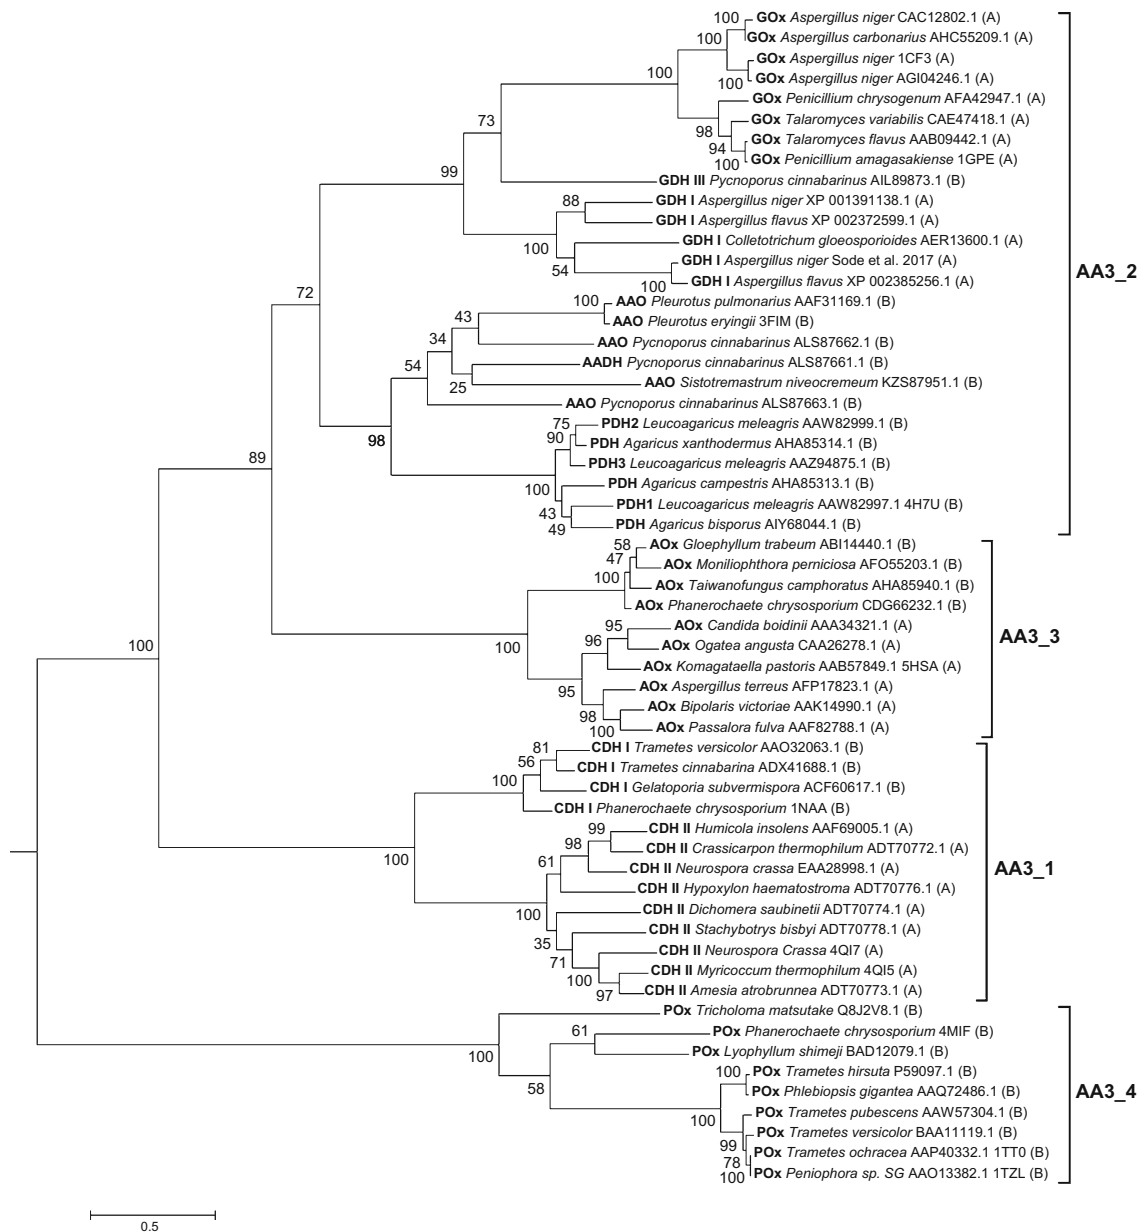 100
GOx Aspergillus niger CAC12802.1 (A)
100
GOx Aspergillus carbonarius AHC55209.1 (A)
GOx Aspergillus niger 1CF3 (A)
100
100
GOx Aspergillus niger AGI04246.1 (A)
GOx Penicillium chrysogenum AFA42947.1 (A)
73
98
GOx Talaromyces variabilis CAE47418.1 (A)
94
GOx Talaromyces flavus AAB09442.1 (A)
100
GOx Penicillium amagasakiense 1GPE (A)
99
GDH III Pycnoporus cinnabarinus AIL89873.1 (B)
88
GDH I Aspergillus niger XP 001391138.1 (A)
GDH I Aspergillus flavus XP 002372599.1 (A)
100
GDH I Colletotrichum gloeosporioides AER13600.1 (A)
54
GDH I Aspergillus niger Sode et al. 2017 (A)
100
GDH I Aspergillus flavus XP 002385256.1 (A)
AA3_2
72
100
AAO Pleurotus pulmonarius AAF31169.1 (B)
43
AAO Pleurotus eryingii 3FIM (B)
34
AAO Pycnoporus cinnabarinus ALS87662.1 (B)
54
AADH Pycnoporus cinnabarinus ALS87661.1 (B)
25
AAO Sistotremastrum niveocremeum KZS87951.1 (B)
AAO Pycnoporus cinnabarinus ALS87663.1 (B)
98
75
PDH2 Leucoagaricus meleagris AAW82999.1 (B)
90
PDH Agaricus xanthodermus AHA85314.1 (B)
89
PDH3 Leucoagaricus meleagris AAZ94875.1 (B)
100
PDH Agaricus campestris AHA85313.1 (B)
43
PDH1 Leucoagaricus meleagris AAW82997.1 4H7U (B)
49
PDH Agaricus bisporus AIY68044.1 (B)
58
AOx Gloephyllum trabeum ABI14440.1 (B)
47
AOx Moniliophthora perniciosa AFO55203.1 (B)
100
AOx Taiwanofungus camphoratus AHA85940.1 (B)
AOx Phanerochaete chrysosporium CDG66232.1 (B)
95
AOx Candida boidinii AAA34321.1 (A)
100
100
96
AOx Ogatea angusta CAA26278.1 (A)
AA3_3
AOx Komagataella pastoris AAB57849.1 5HSA (A)
95
AOx Aspergillus terreus AFP17823.1 (A)
98
AOx Bipolaris victoriae AAK14990.1 (A)
100
AOx Passalora fulva AAF82788.1 (A)
81
CDH I Trametes versicolor AAO32063.1 (B)
56
CDH I Trametes cinnabarina ADX41688.1 (B)
100
CDH I Gelatoporia subvermispora ACF60617.1 (B)
CDH I Phanerochaete chrysosporium 1NAA (B)
99
CDH II Humicola insolens AAF69005.1 (A)
100
98
CDH II Crassicarpon thermophilum ADT70772.1 (A)
61
CDH II Neurospora crassa EAA28998.1 (A)
AA3_1
CDH II Hypoxylon haematostroma ADT70776.1 (A)
100
CDH II Dichomera saubinetii ADT70774.1 (A)
35
CDH II Stachybotrys bisbyi ADT70778.1 (A)
71
CDH II Neurospora Crassa 4QI7 (A)
100
CDH II Myricoccum thermophilum 4QI5 (A)
97
CDH II Amesia atrobrunnea ADT70773.1 (A)
POx Tricholoma matsutake Q8J2V8.1 (B)
61
POx Phanerochaete chrysosporium 4MIF (B)
100
POx Lyophyllum shimeji BAD12079.1 (B)
58
100
POx Trametes hirsuta P59097.1 (B)
POx Phlebiopsis gigantea AAQ72486.1 (B)
AA3_4
100
POx Trametes pubescens AAW57304.1 (B)
99
POx Trametes versicolor BAA11119.1 (B)
78
POx Trametes ochracea AAP40332.1 1TT0 (B)
100
POx Peniophora sp. SG AAO13382.1 1TZL (B)
0.5